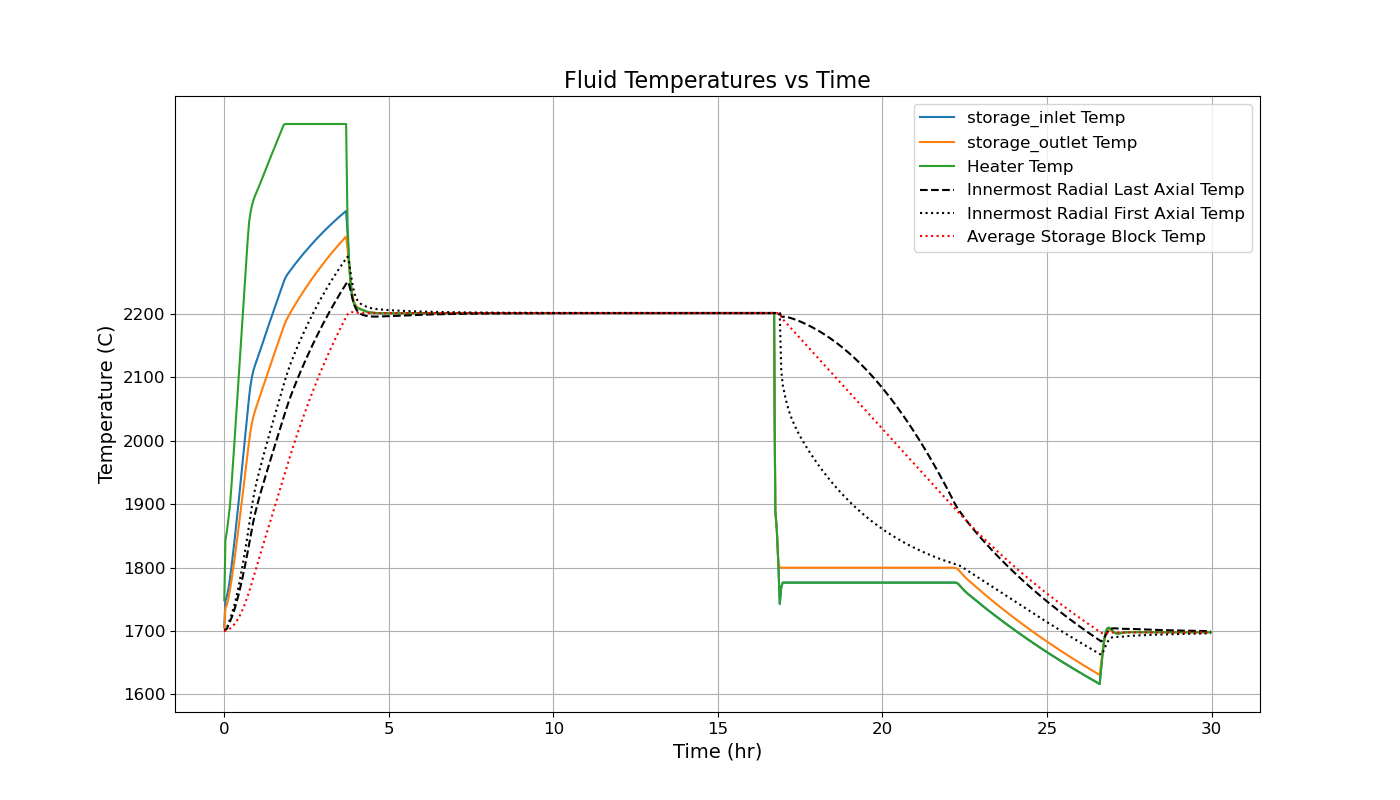 Fluid Temperatures vs Time
storage_inlet Temp
storage_outlet Temp
Heater Temp
Innermost Radial Last Axial Temp
Innermost Radial First Axial Temp
Average Storage Block Temp
Temperature (C)
2200
2100
2000
1900
1800
1700
1600
0 5 10 15 20 25 30
Time (hr)